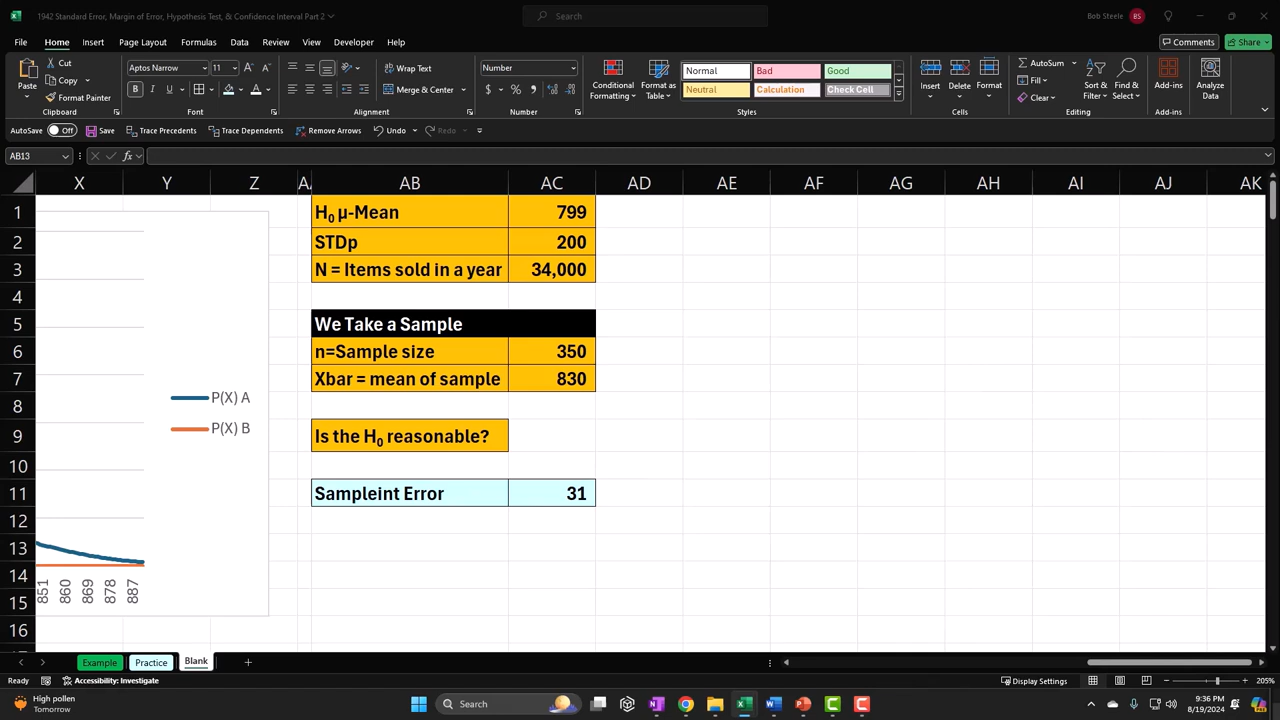 1942 Standard Error, Margin of Error, Hypothesis Test, & Confidence Interval Part 2
Search
Bob Steele
BS
File
Home
Insert
Page Layout
Formulas
Data
Review
View
Developer
Help
Comments
Share
Paste
Cut
Copy
Format Painter
Clipboard
Aptos Narrow
11
B
I
U
Font
Wrap Text
Merge & Center
Alignment
Number
$
%
Number
Conditional Formatting
Format as Table
Normal
Bad
Good
Neutral
Calculation
Check Cell
Styles
Insert
Delete
Format
Cells
AutoSum
Fill
Clear
Sort & Filter
Find & Select
Editing
Add-ins
Add-ins
Analyze Data
AutoSave
Off
Save
Trace Precedents
Trace Dependents
Remove Arrows
Undo
Redo
AB13
fx
X Y Z AA AB AC AD AE AF AG AH AI AJ AK
1 H₀ µ-Mean 799
2 STDp 200
3 N = Items sold in a year 34,000
4
5 We Take a Sample
6 n=Sample size 350
7 Xbar = mean of sample 830
8 P(X) A
9 Is the H₀ reasonable? P(X) B
10
11 Sampleint Error 31
12
13
14
15 851 860 869 878 887
16
Example
Practice
Blank
Ready
Accessibility: Investigate
Display Settings
205%
High pollen
Tomorrow
Search
9:36 PM
8/19/2024